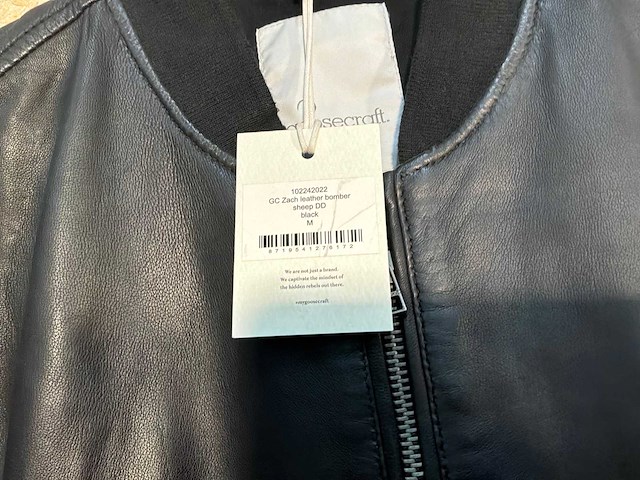 goosecraft.
102242022
GC Zach leather bomber
sheep DD
black
M
8719541278172
We are not just a brand.
We captivate the mindset of
the hidden rebels out there.